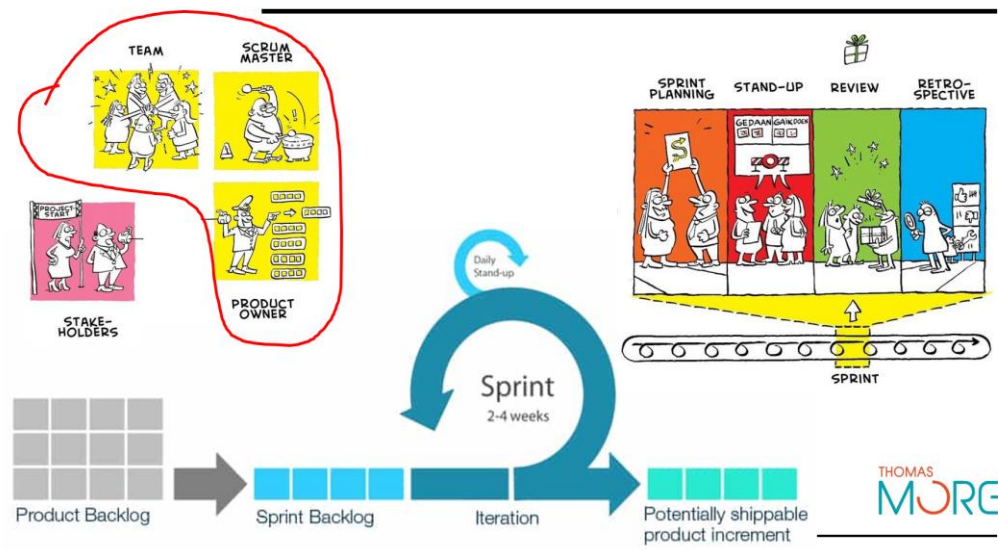 TEAM
SCRUM
MASTER
PROJECT-
START
STAKE-
HOLDERS
PRODUCT
OWNER
SPRINT
PLANNING
STAND-UP
REVIEW
RETRO-
SPECTIVE
GEDAAN
GA IK DOEN
SPRINT
Daily
Stand-up
Sprint
2-4 weeks
Product Backlog
Sprint Backlog
Iteration
Potentially shippable
product increment
THOMAS
MORE